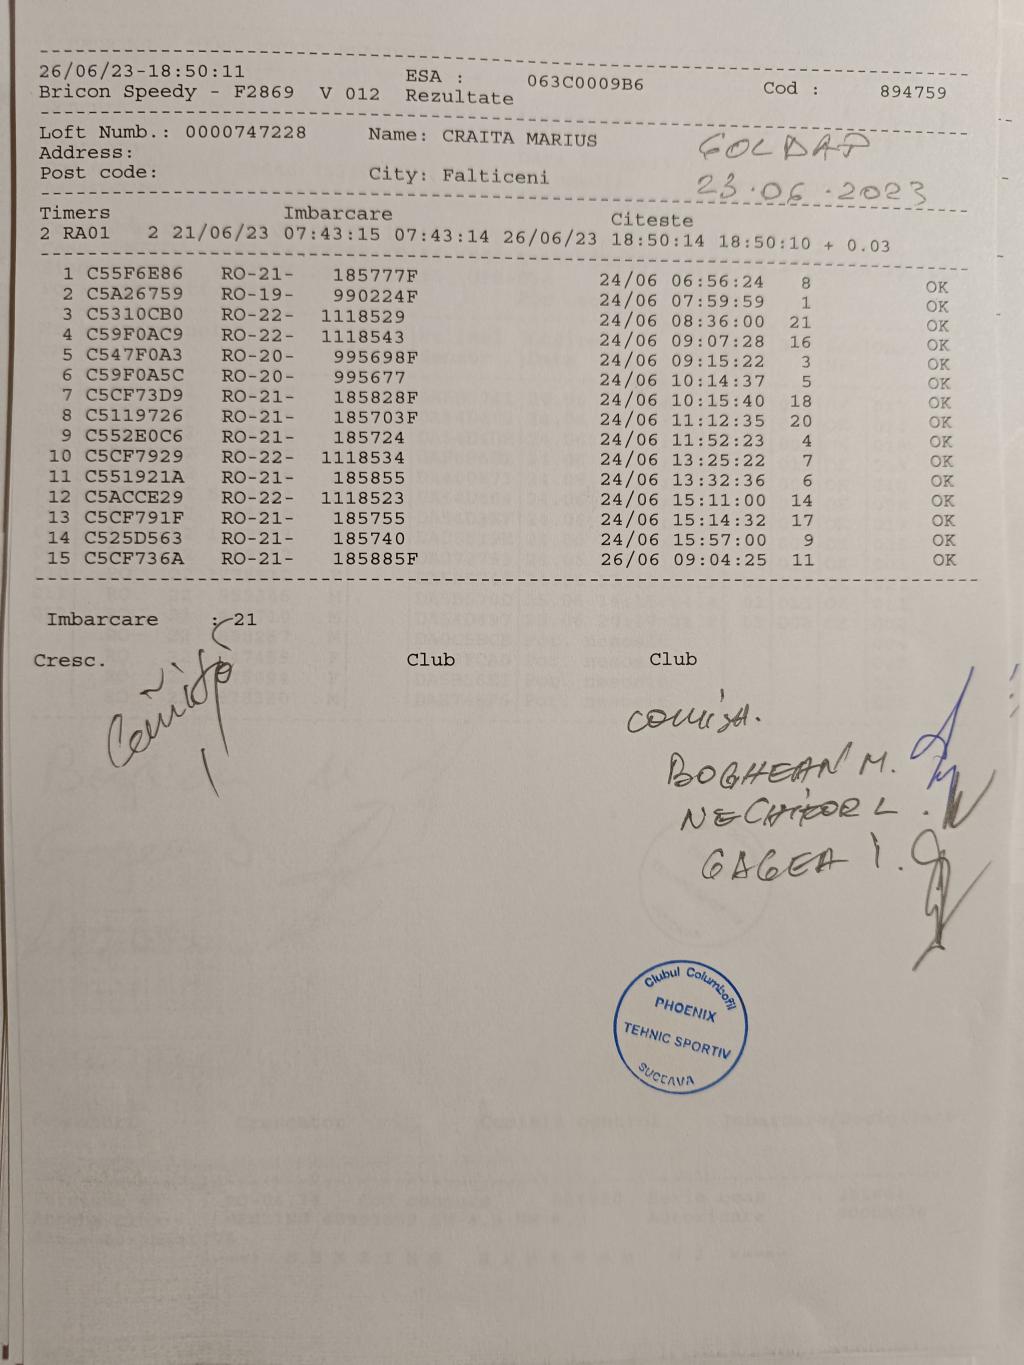 26/06/23-18:50:11 ESA : 063C0009B6 Cod : 894759
Bricon Speedy - F2869 V 012 Rezultate
Loft Numb.: 0000747228 Name: CRAITA MARIUS GOLDAP
Address:
Post code: City: Falticeni 23.06.2023
Timers Imbarcare Citeste
2 RA01 2 21/06/23 07:43:15 07:43:14 26/06/23 18:50:14 18:50:10 + 0.03
1 C55F6E86 RO-21- 185777F 24/06 06:56:24 8 OK
2 C5A26759 RO-19- 990224F 24/06 07:59:59 1 OK
3 C5310CB0 RO-22- 1118529 24/06 08:36:00 21 OK
4 C59F0AC9 RO-22- 1118543 24/06 09:07:28 16 OK
5 C547F0A3 RO-20- 995698F 24/06 09:15:22 3 OK
6 C59F0A5C RO-20- 995677 24/06 10:14:37 5 OK
7 C5CF73D9 RO-21- 185828F 24/06 10:15:40 18 OK
8 C5119726 RO-21- 185703F 24/06 11:12:35 20 OK
9 C552E0C6 RO-21- 185724 24/06 11:52:23 4 OK
10 C5CF7929 RO-22- 1118534 24/06 13:25:22 7 OK
11 C551921A RO-21- 185855 24/06 13:32:36 6 OK
12 C5ACCE29 RO-22- 1118523 24/06 15:11:00 14 OK
13 C5CF791F RO-21- 185755 24/06 15:14:32 17 OK
14 C525D563 RO-21- 185740 24/06 15:57:00 9 OK
15 C5CF736A RO-21- 185885F 26/06 09:04:25 11 OK
Imbarcare : 21
Cresc. Club Club
BOGHEAN M.
NECHIFOR L.
GAGEA I.
Clubul Columbofil
PHOENIX
TEHNIC SPORTIV
SUCEAVA